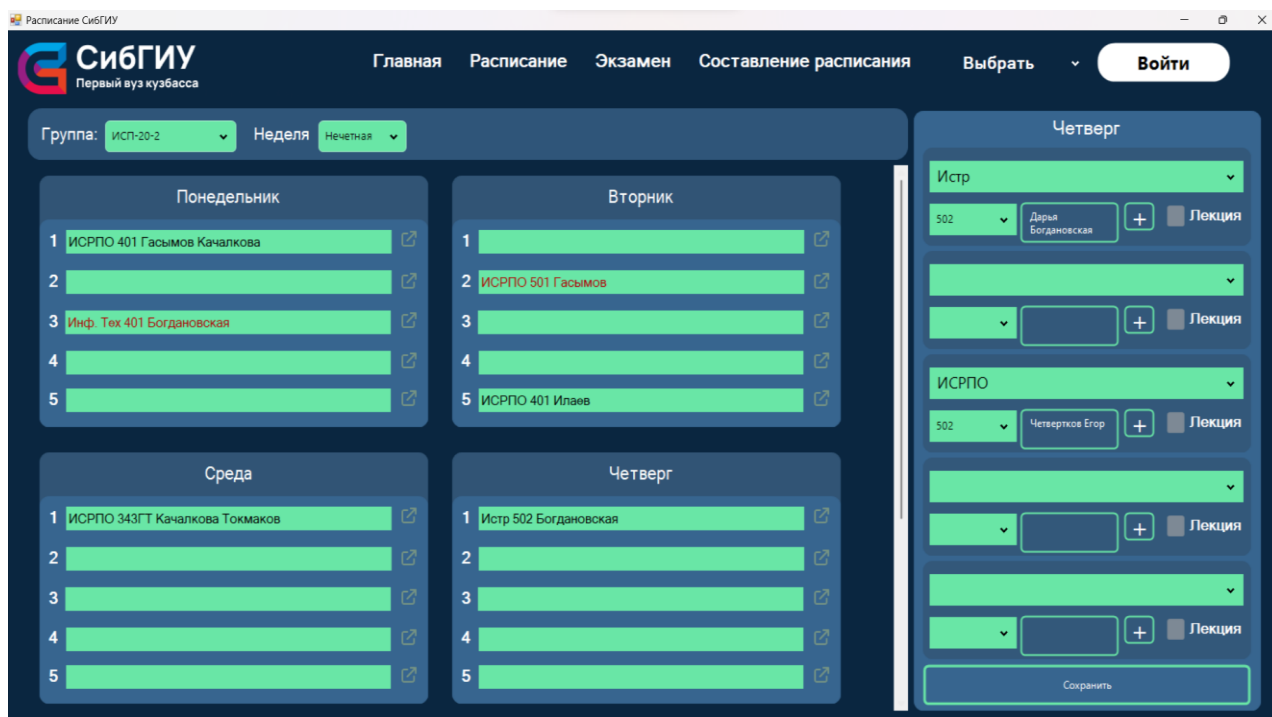 Расписание СибГИУ
СибГИУ
Первый вуз кузбасса
Главная Расписание Экзамен Составление расписания Выбрать Войти
Группа: ИСП-20-2 Неделя Нечетная
Понедельник
1 ИСРПО 401 Гасымов Качалкова
2
3 Инф. Тех 401 Богдановская
4
5
Вторник
1
2 ИСРПО 501 Гасымов
3
4
5 ИСРПО 401 Илаев
Среда
1 ИСРПО 343ГТ Качалкова Токмаков
2
3
4
5
Четверг
1 Истр 502 Богдановская
2
3
4
5
Четверг
Истр
502 Дарья
Богдановская + Лекция
+ Лекция
ИСРПО
502 Четвертков Егор + Лекция
+ Лекция
+ Лекция
Сохранить